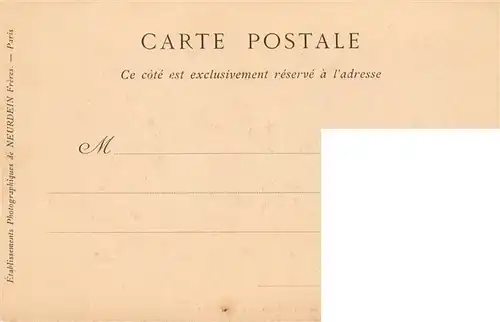 CARTE POSTALE
Ce côté est exclusivement réservé à l'adresse
M
Etablissements Photographiques de NEURDEIN Frères. — Paris